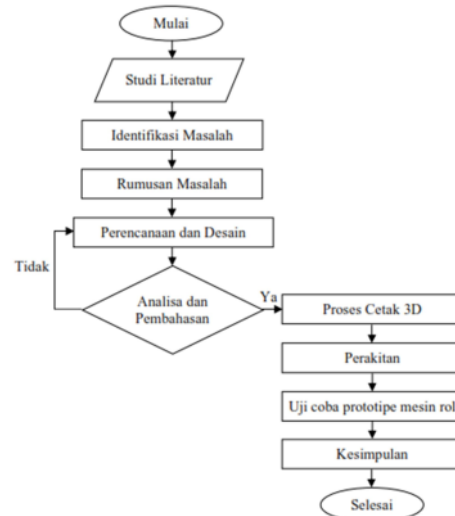 Mulai
Studi Literatur
Identifikasi Masalah
Rumusan Masalah
Perencanaan dan Desain
Tidak
Analisa dan
Pembahasan
Ya
Proses Cetak 3D
Perakitan
Uji coba prototipe mesin rol
Kesimpulan
Selesai